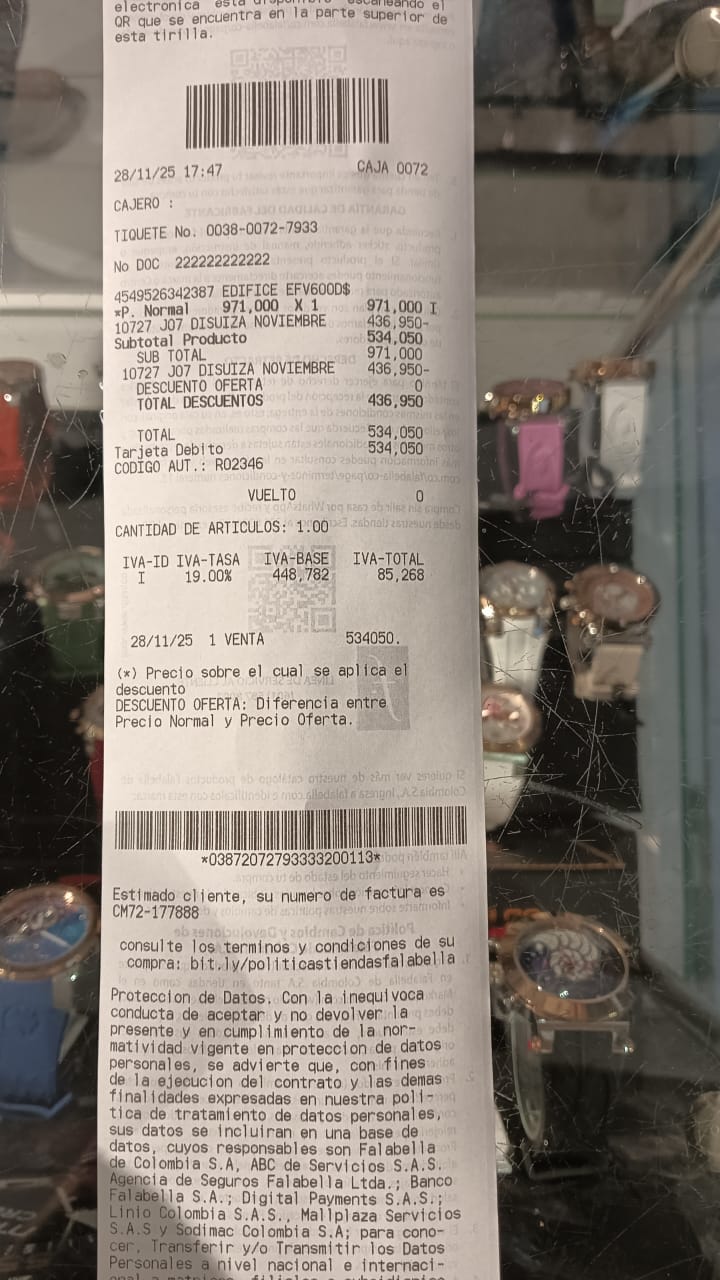 electronica esta disponible escaneando el
QR que se encuentra en la parte superior de
esta tirilla.
28/11/25 17:47 CAJA 0072
CAJERO :
TIQUETE No. 0038-0072-7933
No DOC 222222222222
4549526342387 EDIFICE EFV600D$
*P. Normal 971,000 X 1 971,000 I
10727 J07 DISUIZA NOVIEMBRE 436,950-
Subtotal Producto 534,050
SUB TOTAL 971,000
10727 J07 DISUIZA NOVIEMBRE 436,950-
DESCUENTO OFERTA 0
TOTAL DESCUENTOS 436,950
TOTAL 534,050
Tarjeta Debito 534,050
CODIGO AUT.: R02346
VUELTO 0
CANTIDAD DE ARTICULOS: 1.00
IVA-ID IVA-TASA IVA-BASE IVA-TOTAL
I 19.00% 448,782 85,268
28/11/25 1 VENTA 534050.
(*) Precio sobre el cual se aplica el
descuento
DESCUENTO OFERTA: Diferencia entre
Precio Normal y Precio Oferta.
*03872072793333200113*
Estimado cliente, su numero de factura es
CM72-177888
consulte los terminos y condiciones de su
compra: bit.ly/politicastiendasfalabella
Proteccion de Datos. Con la inequivoca
conducta de aceptar y no devolver la
presente y en cumplimiento de la nor-
matividad vigente en proteccion de datos
personales, se advierte que, con fines
de la ejecucion del contrato y las demas
finalidades expresadas en nuestra poli-
tica de tratamiento de datos personales,
sus datos se incluiran en una base de
datos, cuyos responsables son Falabella
de Colombia S.A, ABC de Servicios S.A.S,
Agencia de Seguros Falabella Ltda.; Banco
Falabella S.A.; Digital Payments S.A.S.;
Linio Colombia S.A.S., Mallplaza Servicios
S.A.S y Sodimac Colombia S.A; para cono-
cer, Transferir y/o Transmitir los Datos
Personales a nivel nacional e internaci-